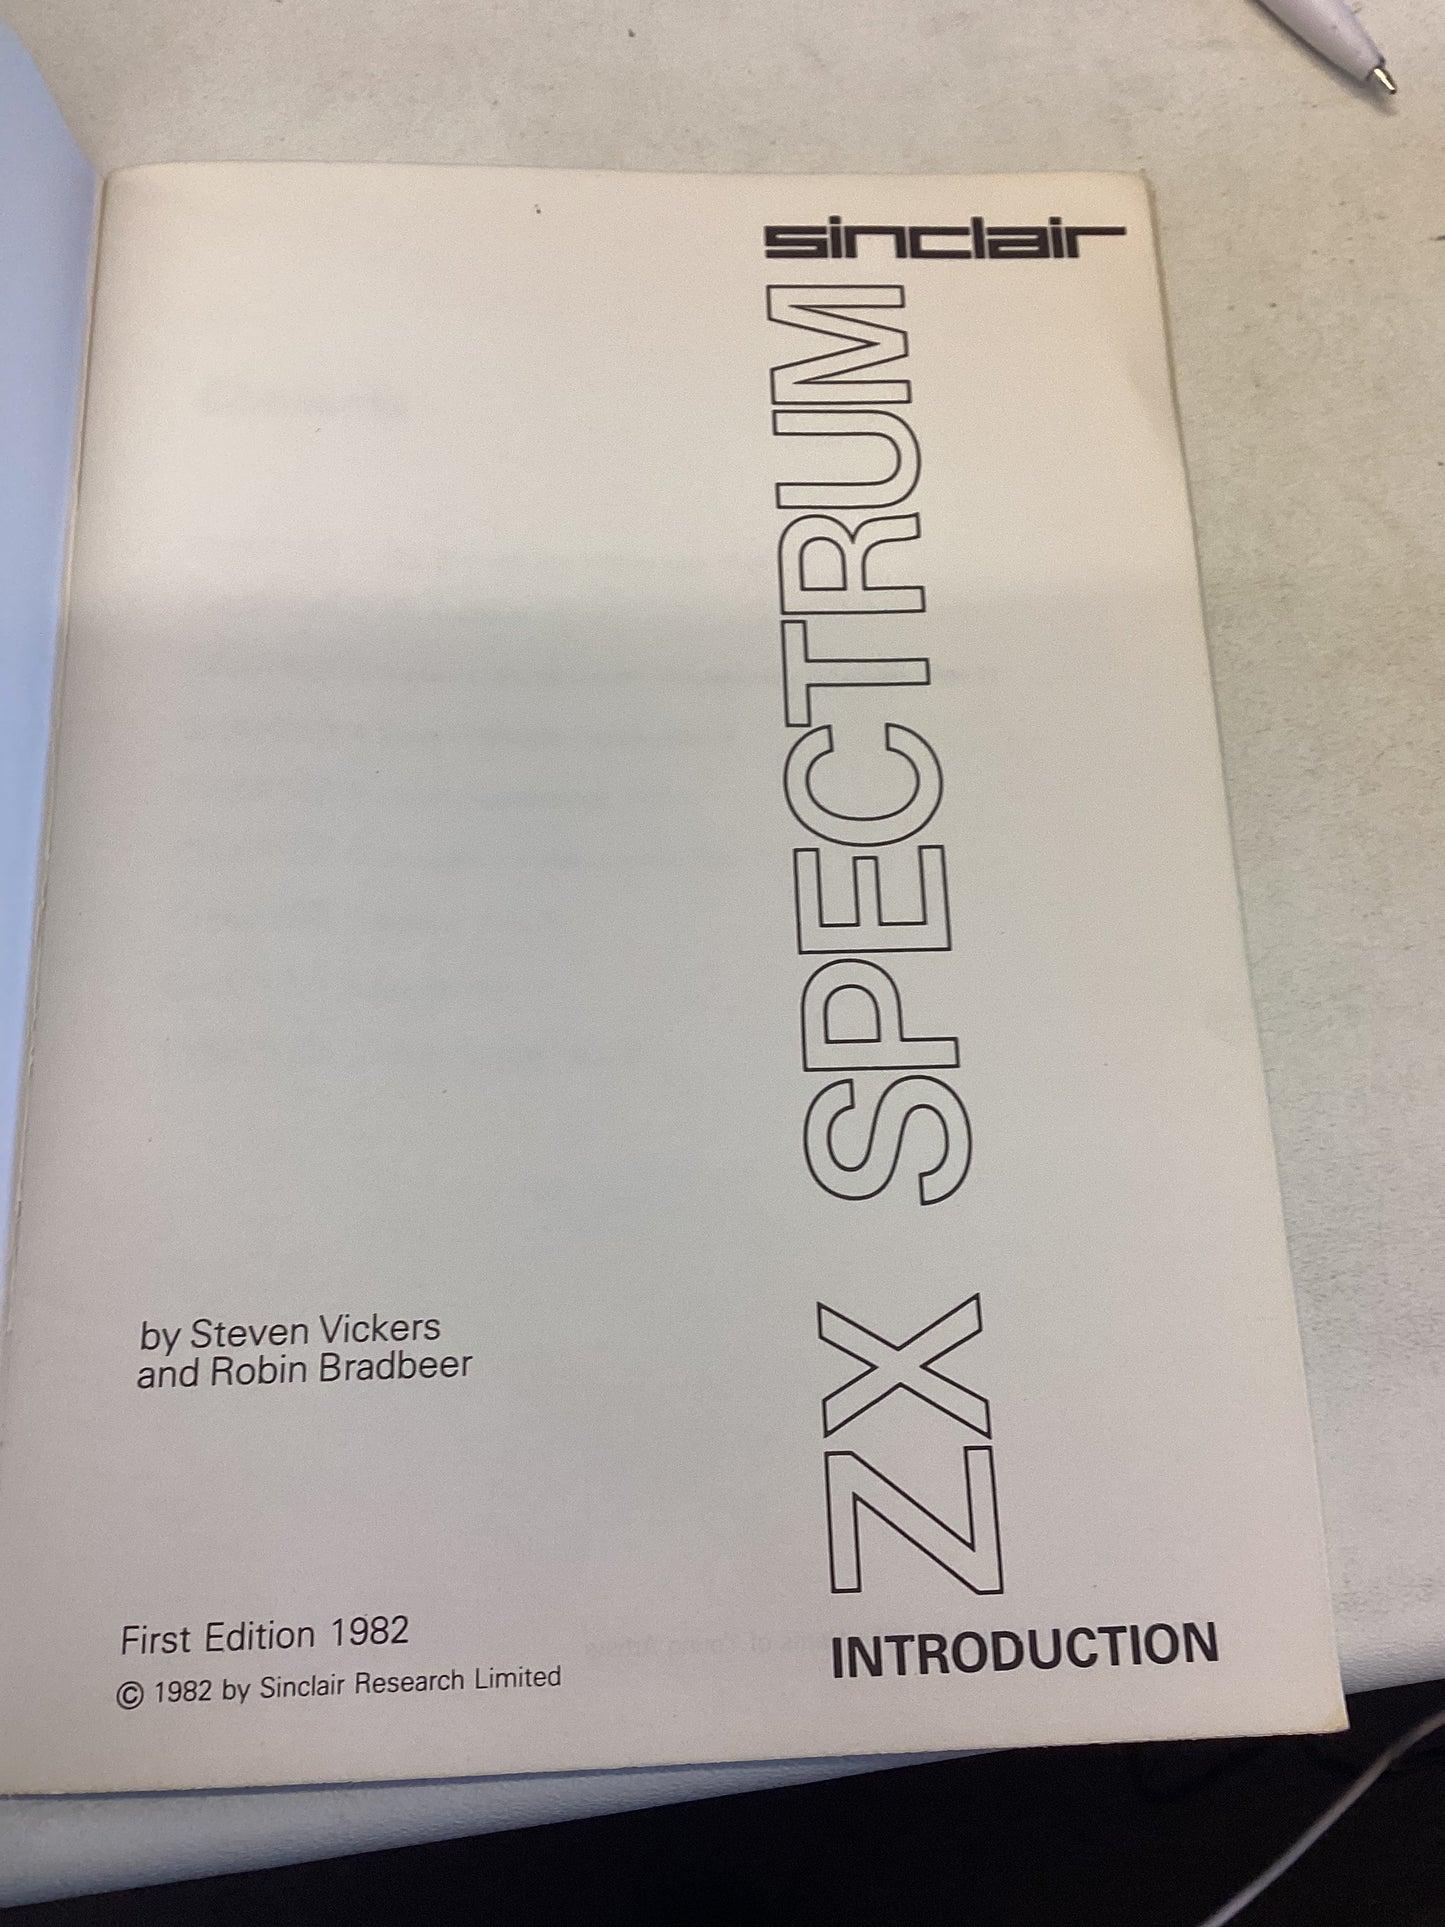 sinclair
ZX SPECTRUM
by Steven Vickers
and Robin Bradbeer
First Edition 1982
© 1982 by Sinclair Research Limited
INTRODUCTION